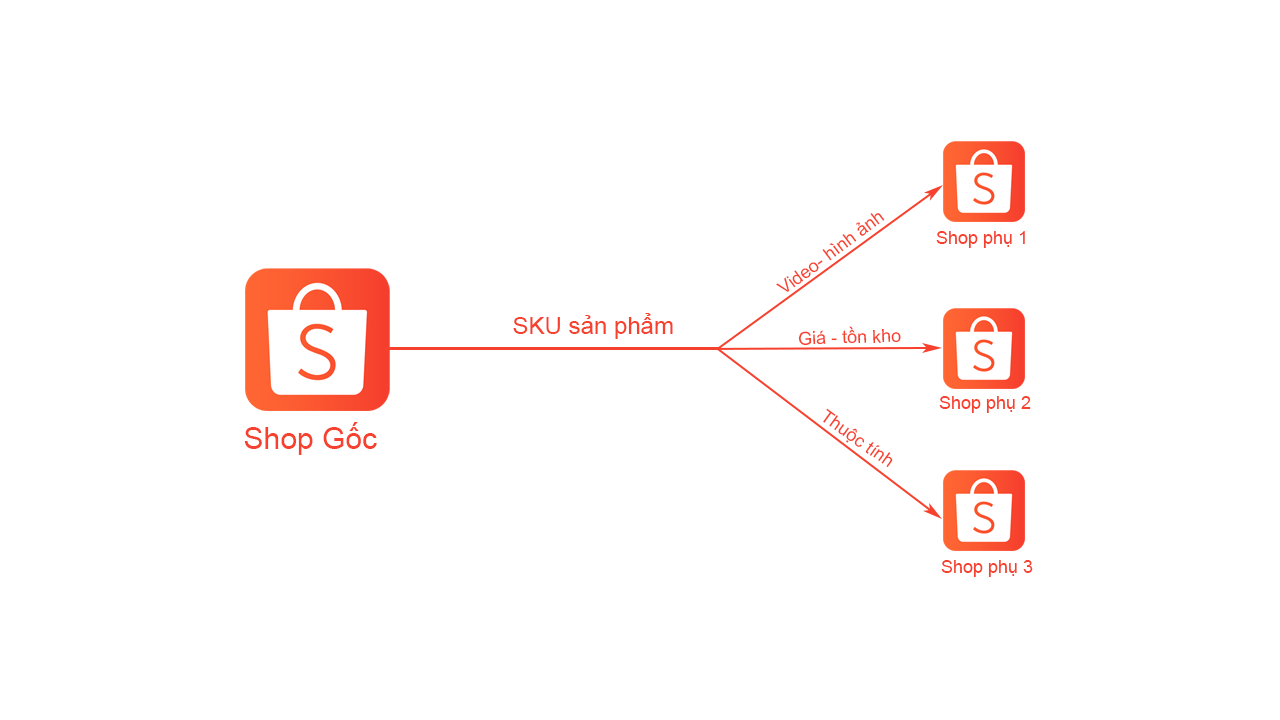 Shop Gốc
SKU sản phẩm
Video- hình ảnh
Giá - tồn kho
Thuộc tính
Shop phụ 1
Shop phụ 2
Shop phụ 3